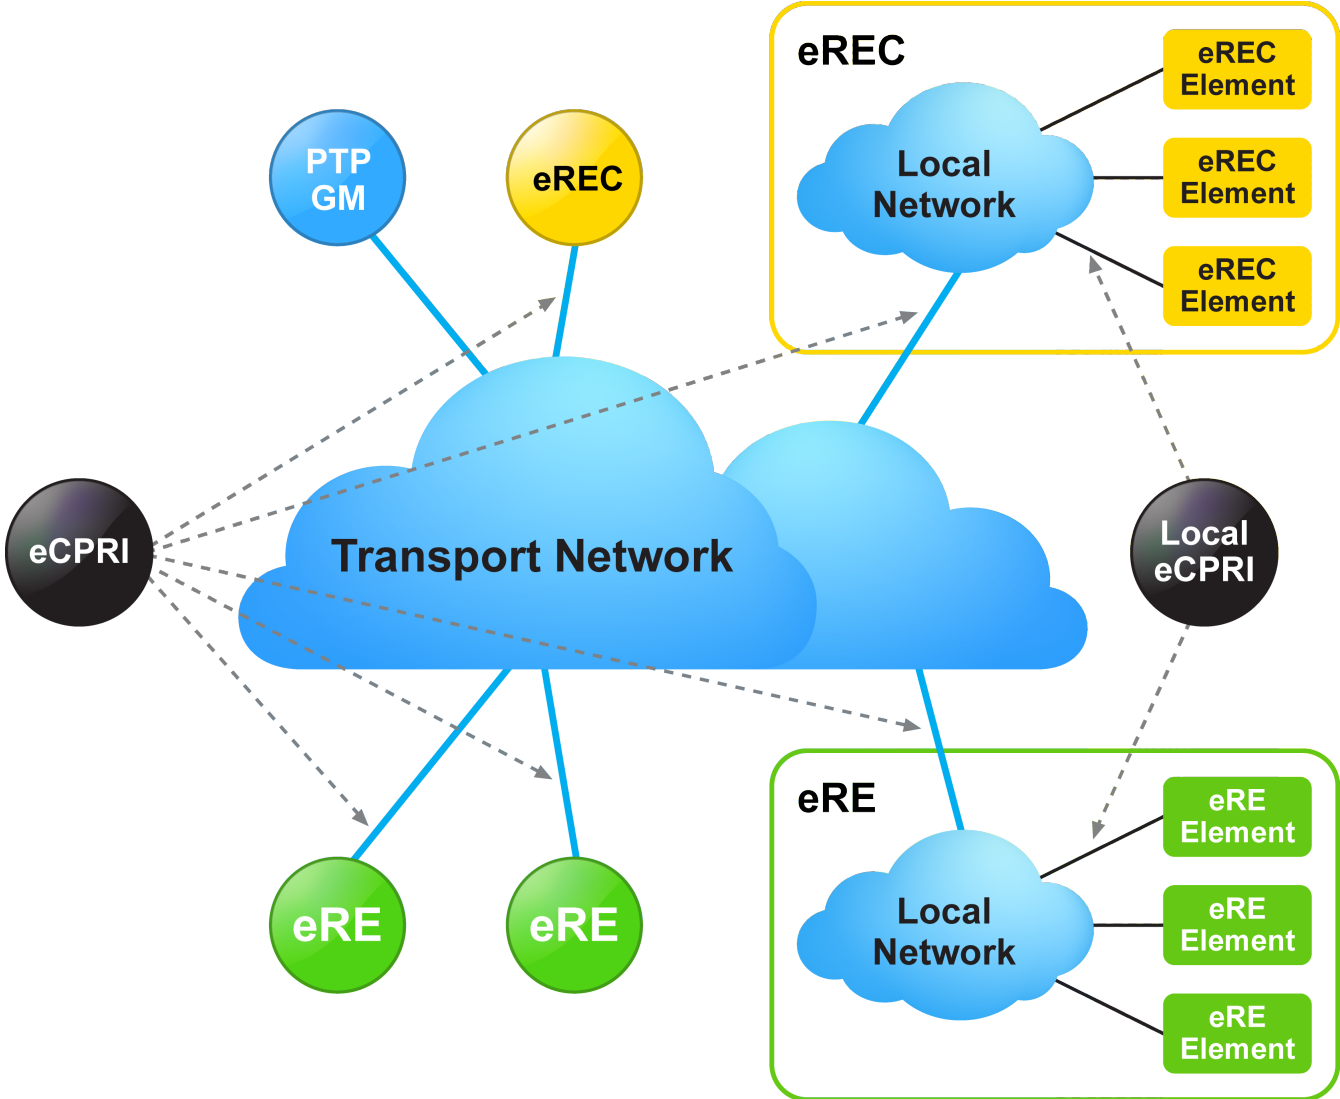 eREC
eREC
Element
PTP
GM
eREC
Local
Network
eREC
Element
eREC
Element
eCPRI
Transport Network
Local
eCPRI
eRE
eRE
Element
eRE
eRE
Local
Network
eRE
Element
eRE
Element